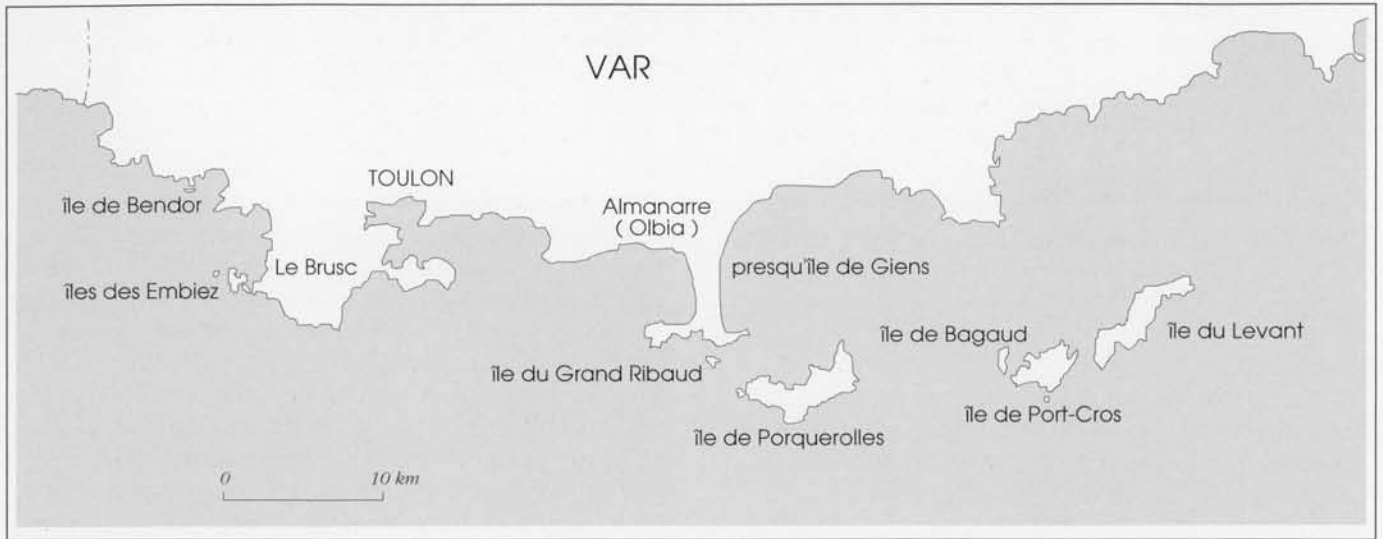 VAR
TOULON
île de Bendor
Almanarre
( Olbia )
Le Brusc
presqu'île de Giens
îles des Embiez
île de Bagaud
île du Levant
île du Grand Ribaud
île de Port-Cros
île de Porquerolles
0 10 km